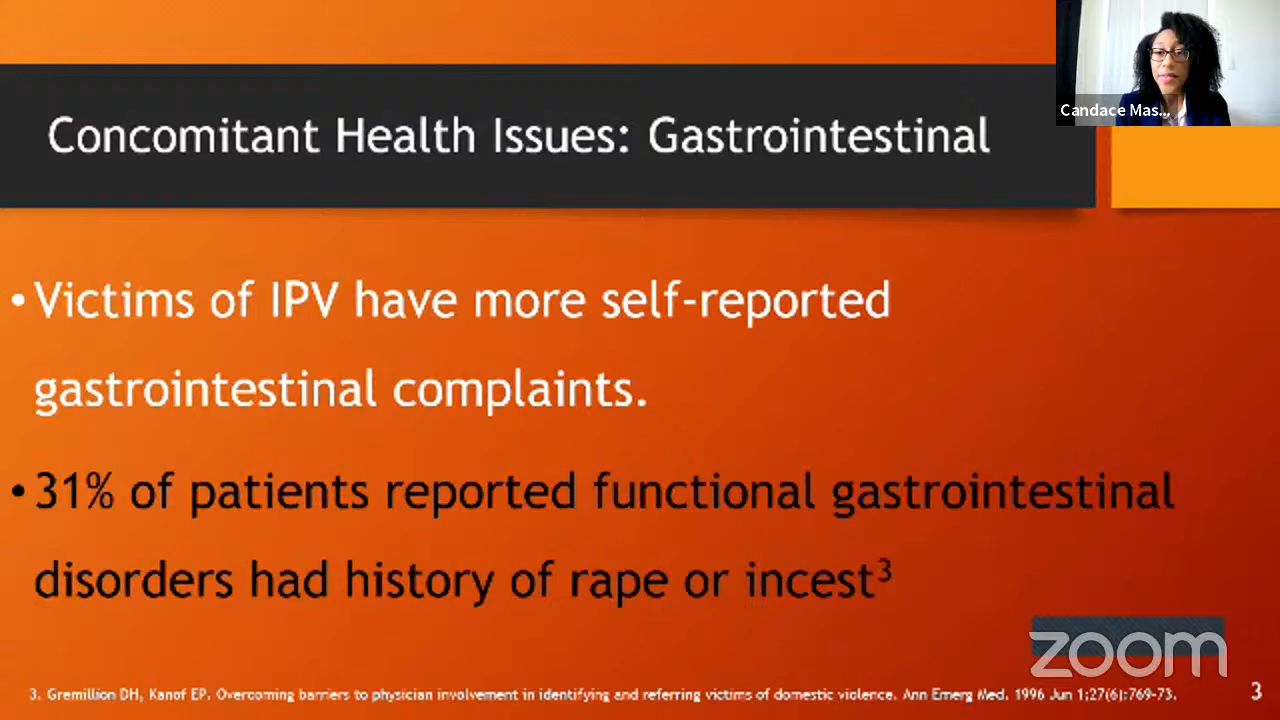 Candace Mas...
Concomitant Health Issues: Gastrointestinal
•Victims of IPV have more self-reported
gastrointestinal complaints.
•31% of patients reported functional gastrointestinal
disorders had history of rape or incest³
zoom
3. Gremillion DH, Kanof EP. Overcoming barriers to physician involvement in identifying and referring victims of domestic violence. Ann Emerg Med. 1996 Jun 1;27(6):769-73.
3